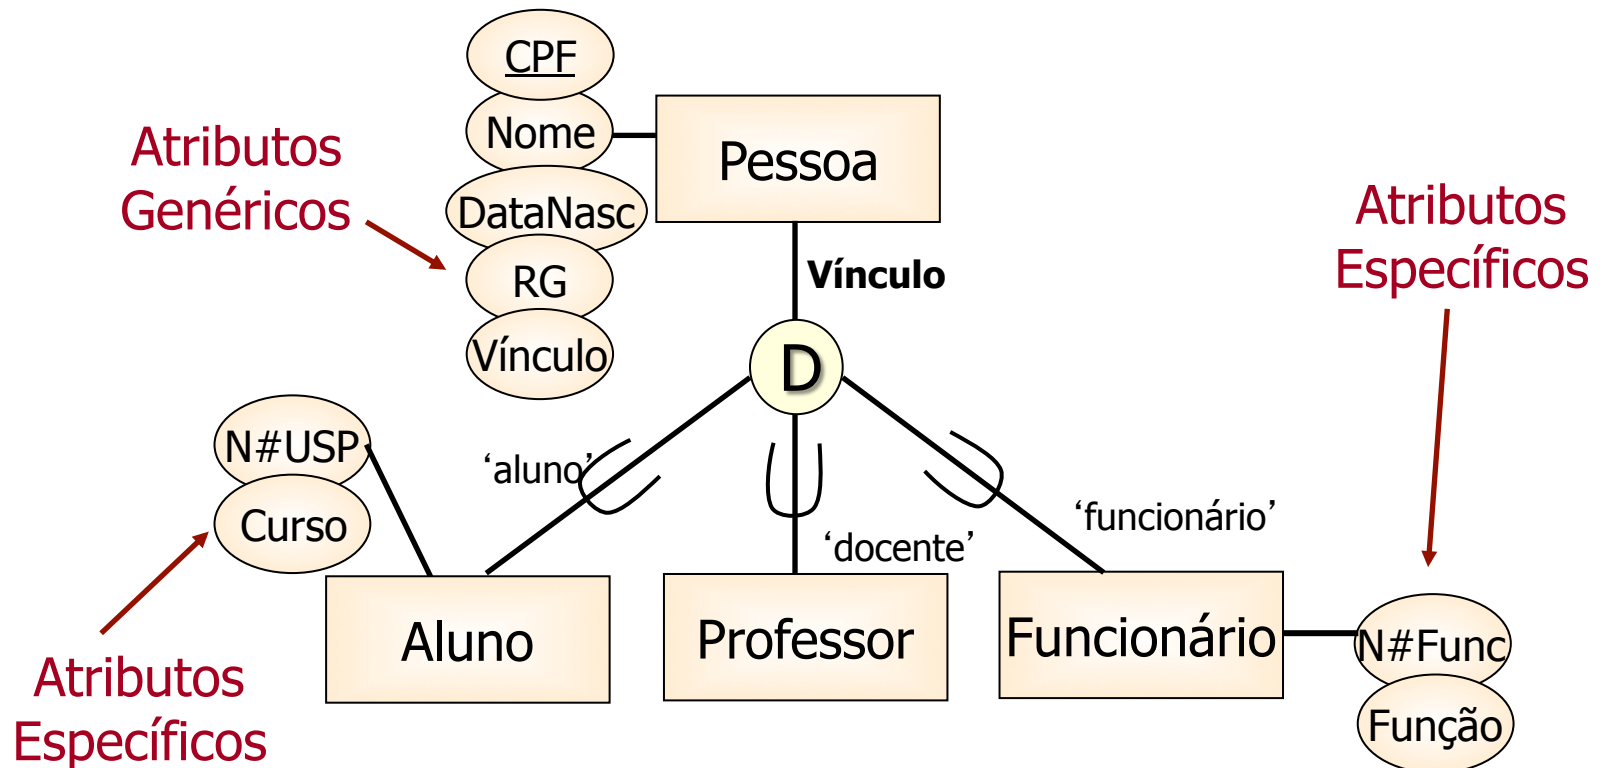 CPF
Nome
DataNasc
RG
Vínculo
Atributos
Genéricos
Pessoa
Vínculo
D
Atributos
Específicos
N#USP
Curso
‘aluno’
‘docente’
‘funcionário’
Aluno
Professor
Funcionário
N#Func
Função
Atributos
Específicos